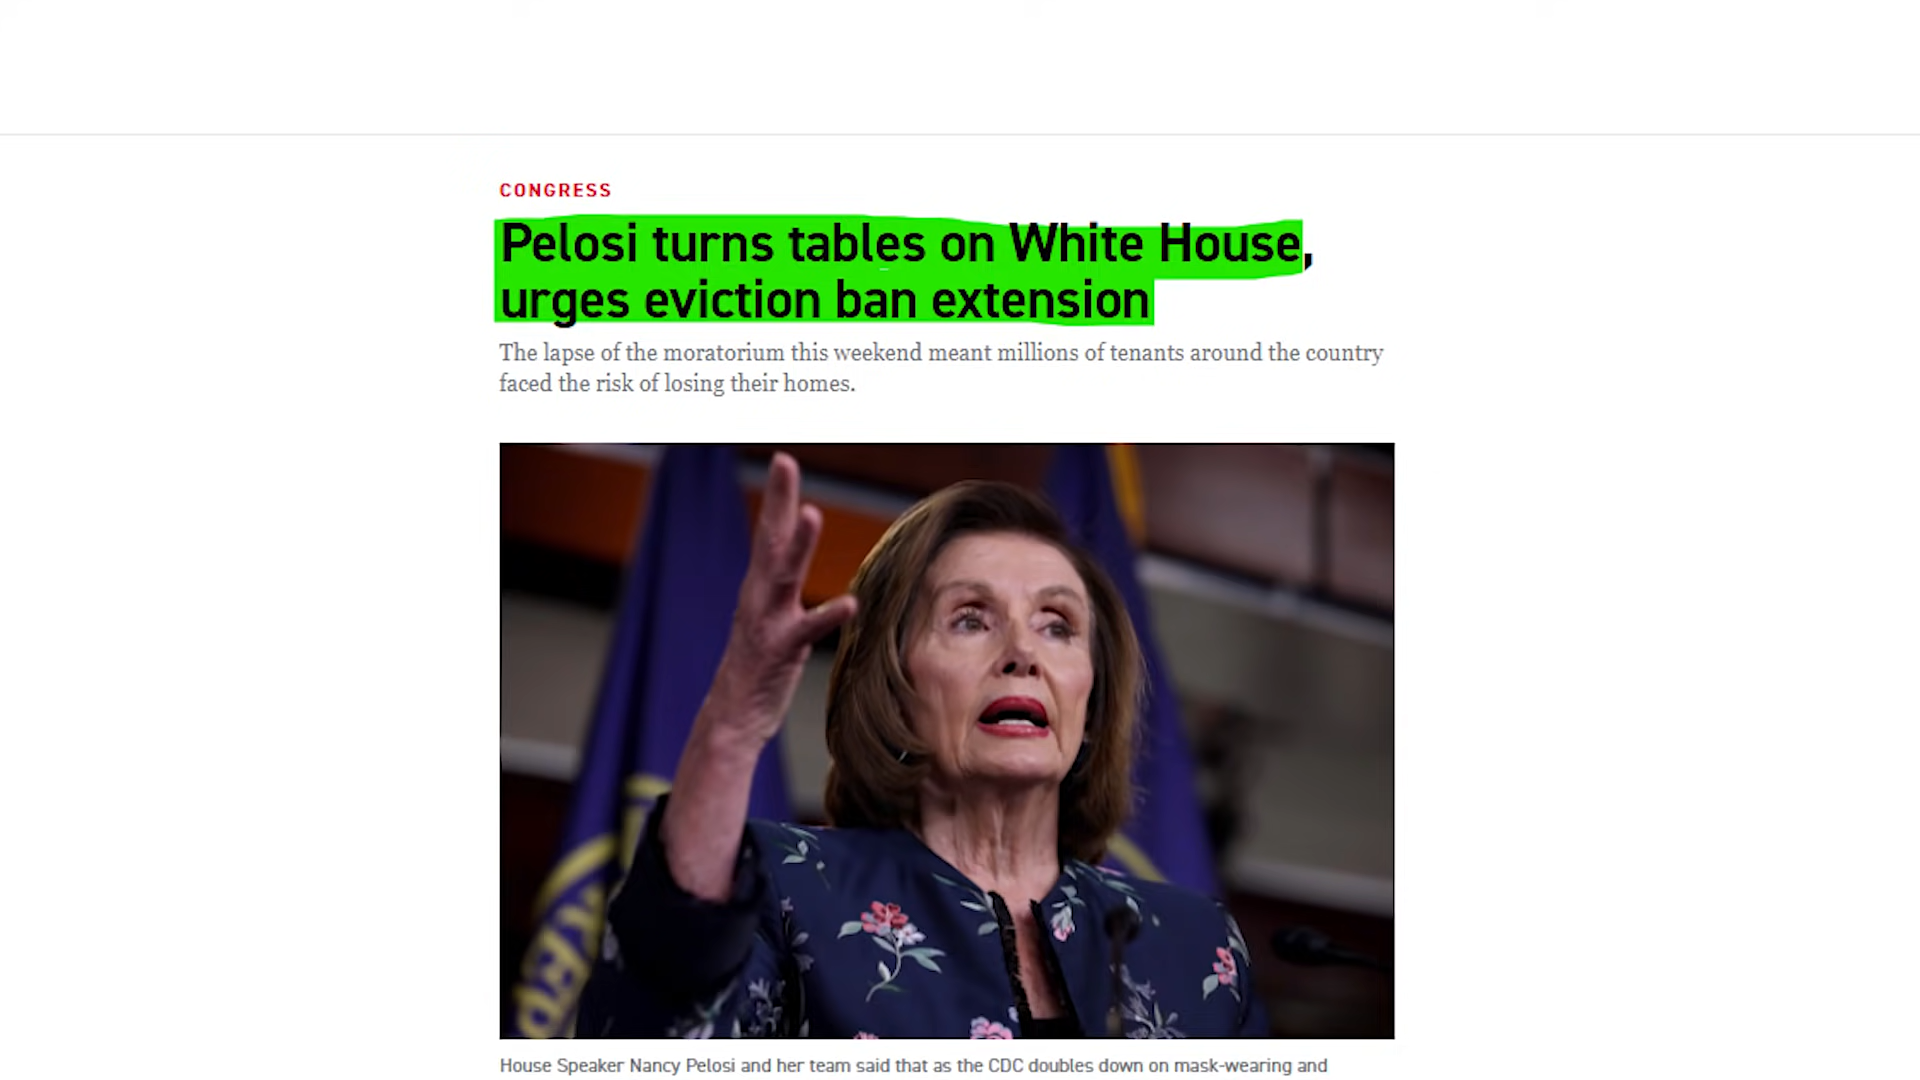 CONGRESS
Pelosi turns tables on White House,
urges eviction ban extension
The lapse of the moratorium this weekend meant millions of tenants around the country
faced the risk of losing their homes.
House Speaker Nancy Pelosi and her team said that as the CDC doubles down on mask-wearing and